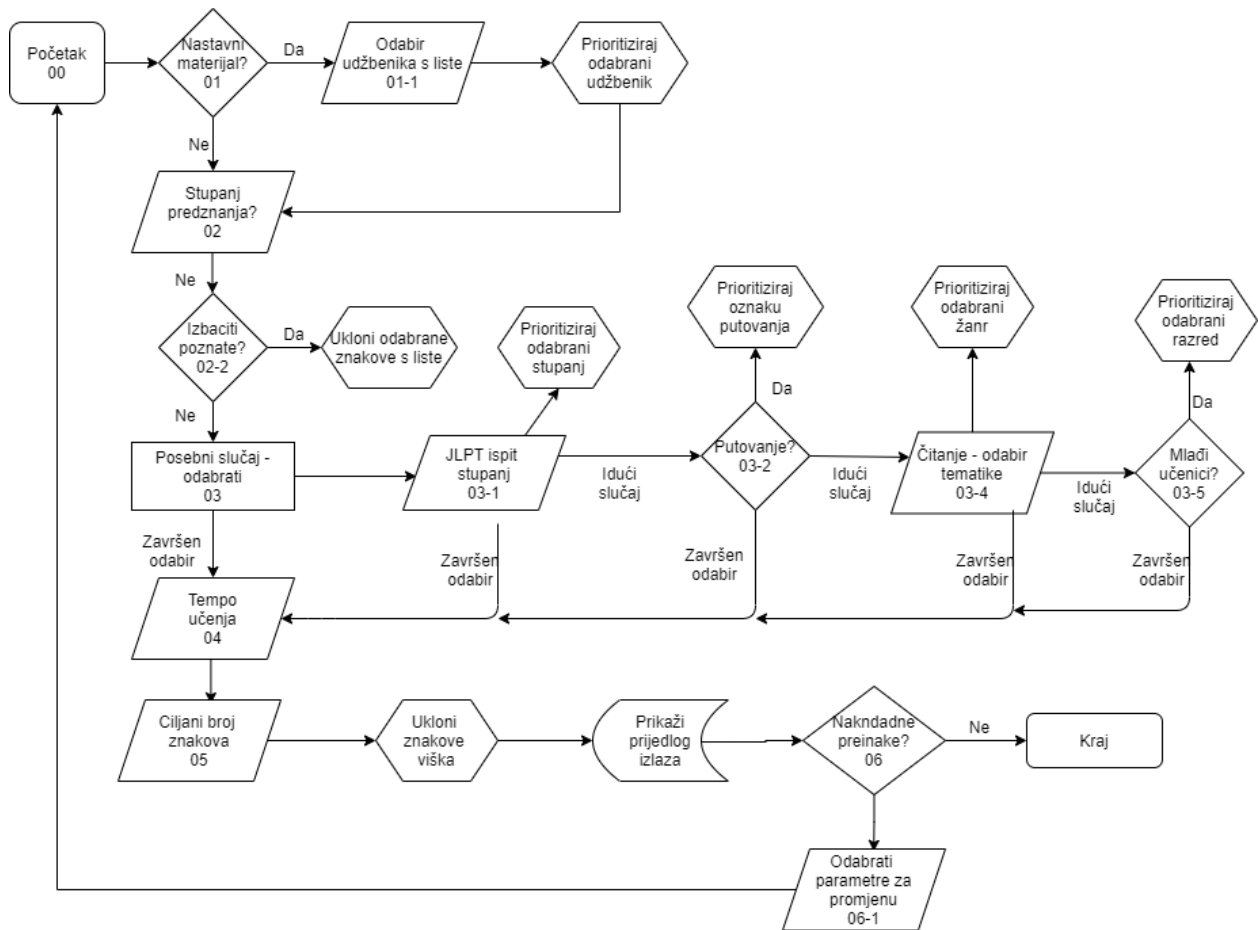 Početak
00
Nastavni
materijal?
01
Da
Odabir
udžbenika s liste
01-1
Prioritiziraj
odabrani
udžbenik
Ne
Stupanj
predznanja?
02
Ne
Izbaciti
poznate?
02-2
Da
Ukloni odabrane
znakove s liste
Prioritiziraj
odabrani
stupanj
Prioritiziraj
oznaku
putovanja
Prioritiziraj
odabrani
žanr
Prioritiziraj
odabrani
razred
Ne
Da
Da
Posebni slučaj -
odabrati
03
JLPT ispit
stupanj
03-1
Idući
slučaj
Putovanje?
03-2
Idući
slučaj
Čitanje - odabir
tematike
03-4
Idući
slučaj
Mlađi
učenici?
03-5
Završen
odabir
Završen
odabir
Završen
odabir
Završen
odabir
Završen
odabir
Tempo
učenja
04
Ciljani broj
znakova
05
Ukloni
znakove
viška
Prikaži
prijedlog
izlaza
Nakndadne
preinake?
06
Ne
Kraj
Odabrati
parametre za
promjenu
06-1